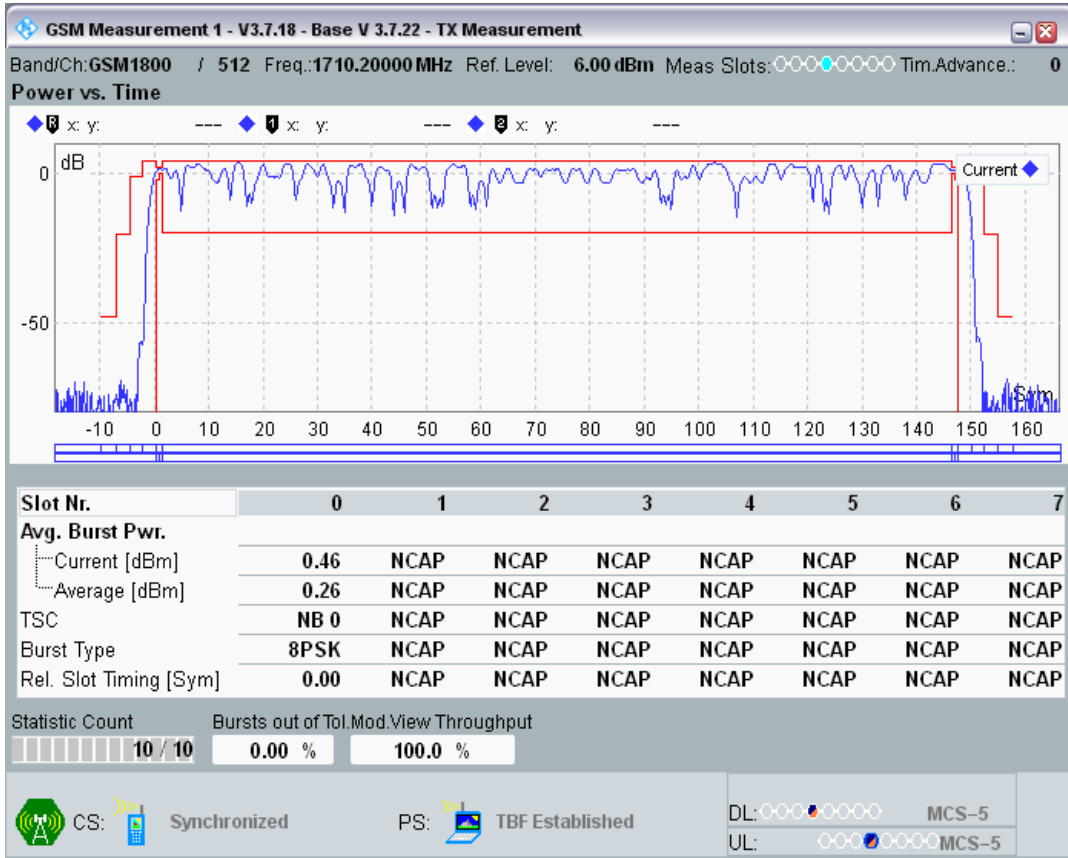 GSM Measurement 1 - V3.7.18 - Base V 3.7.22 - TX Measurement
Band/Ch:GSM1800 / 512 Freq.:1710.20000 MHz Ref. Level: 6.00 dBm Meas Slots: Tim.Advance.: 0
Power vs. Time
R x: y: --- 1 x: y: --- 2 x: y: ---
dB
Current
0
-50
Sym
-10 0 10 20 30 40 50 60 70 80 90 100 110 120 130 140 150 160
Slot Nr. 0 1 2 3 4 5 6 7
Avg. Burst Pwr.
Current [dBm] 0.46 NCAP NCAP NCAP NCAP NCAP NCAP NCAP
Average [dBm] 0.26 NCAP NCAP NCAP NCAP NCAP NCAP NCAP
TSC NB 0 NCAP NCAP NCAP NCAP NCAP NCAP NCAP
Burst Type 8PSK NCAP NCAP NCAP NCAP NCAP NCAP NCAP
Rel. Slot Timing [Sym] 0.00 NCAP NCAP NCAP NCAP NCAP NCAP NCAP
Statistic Count Bursts out of Tol. Mod.View Throughput
10 / 10 0.00 % 100.0 %
CS: Synchronized PS: TBF Established DL: MCS-5
UL: MCS-5